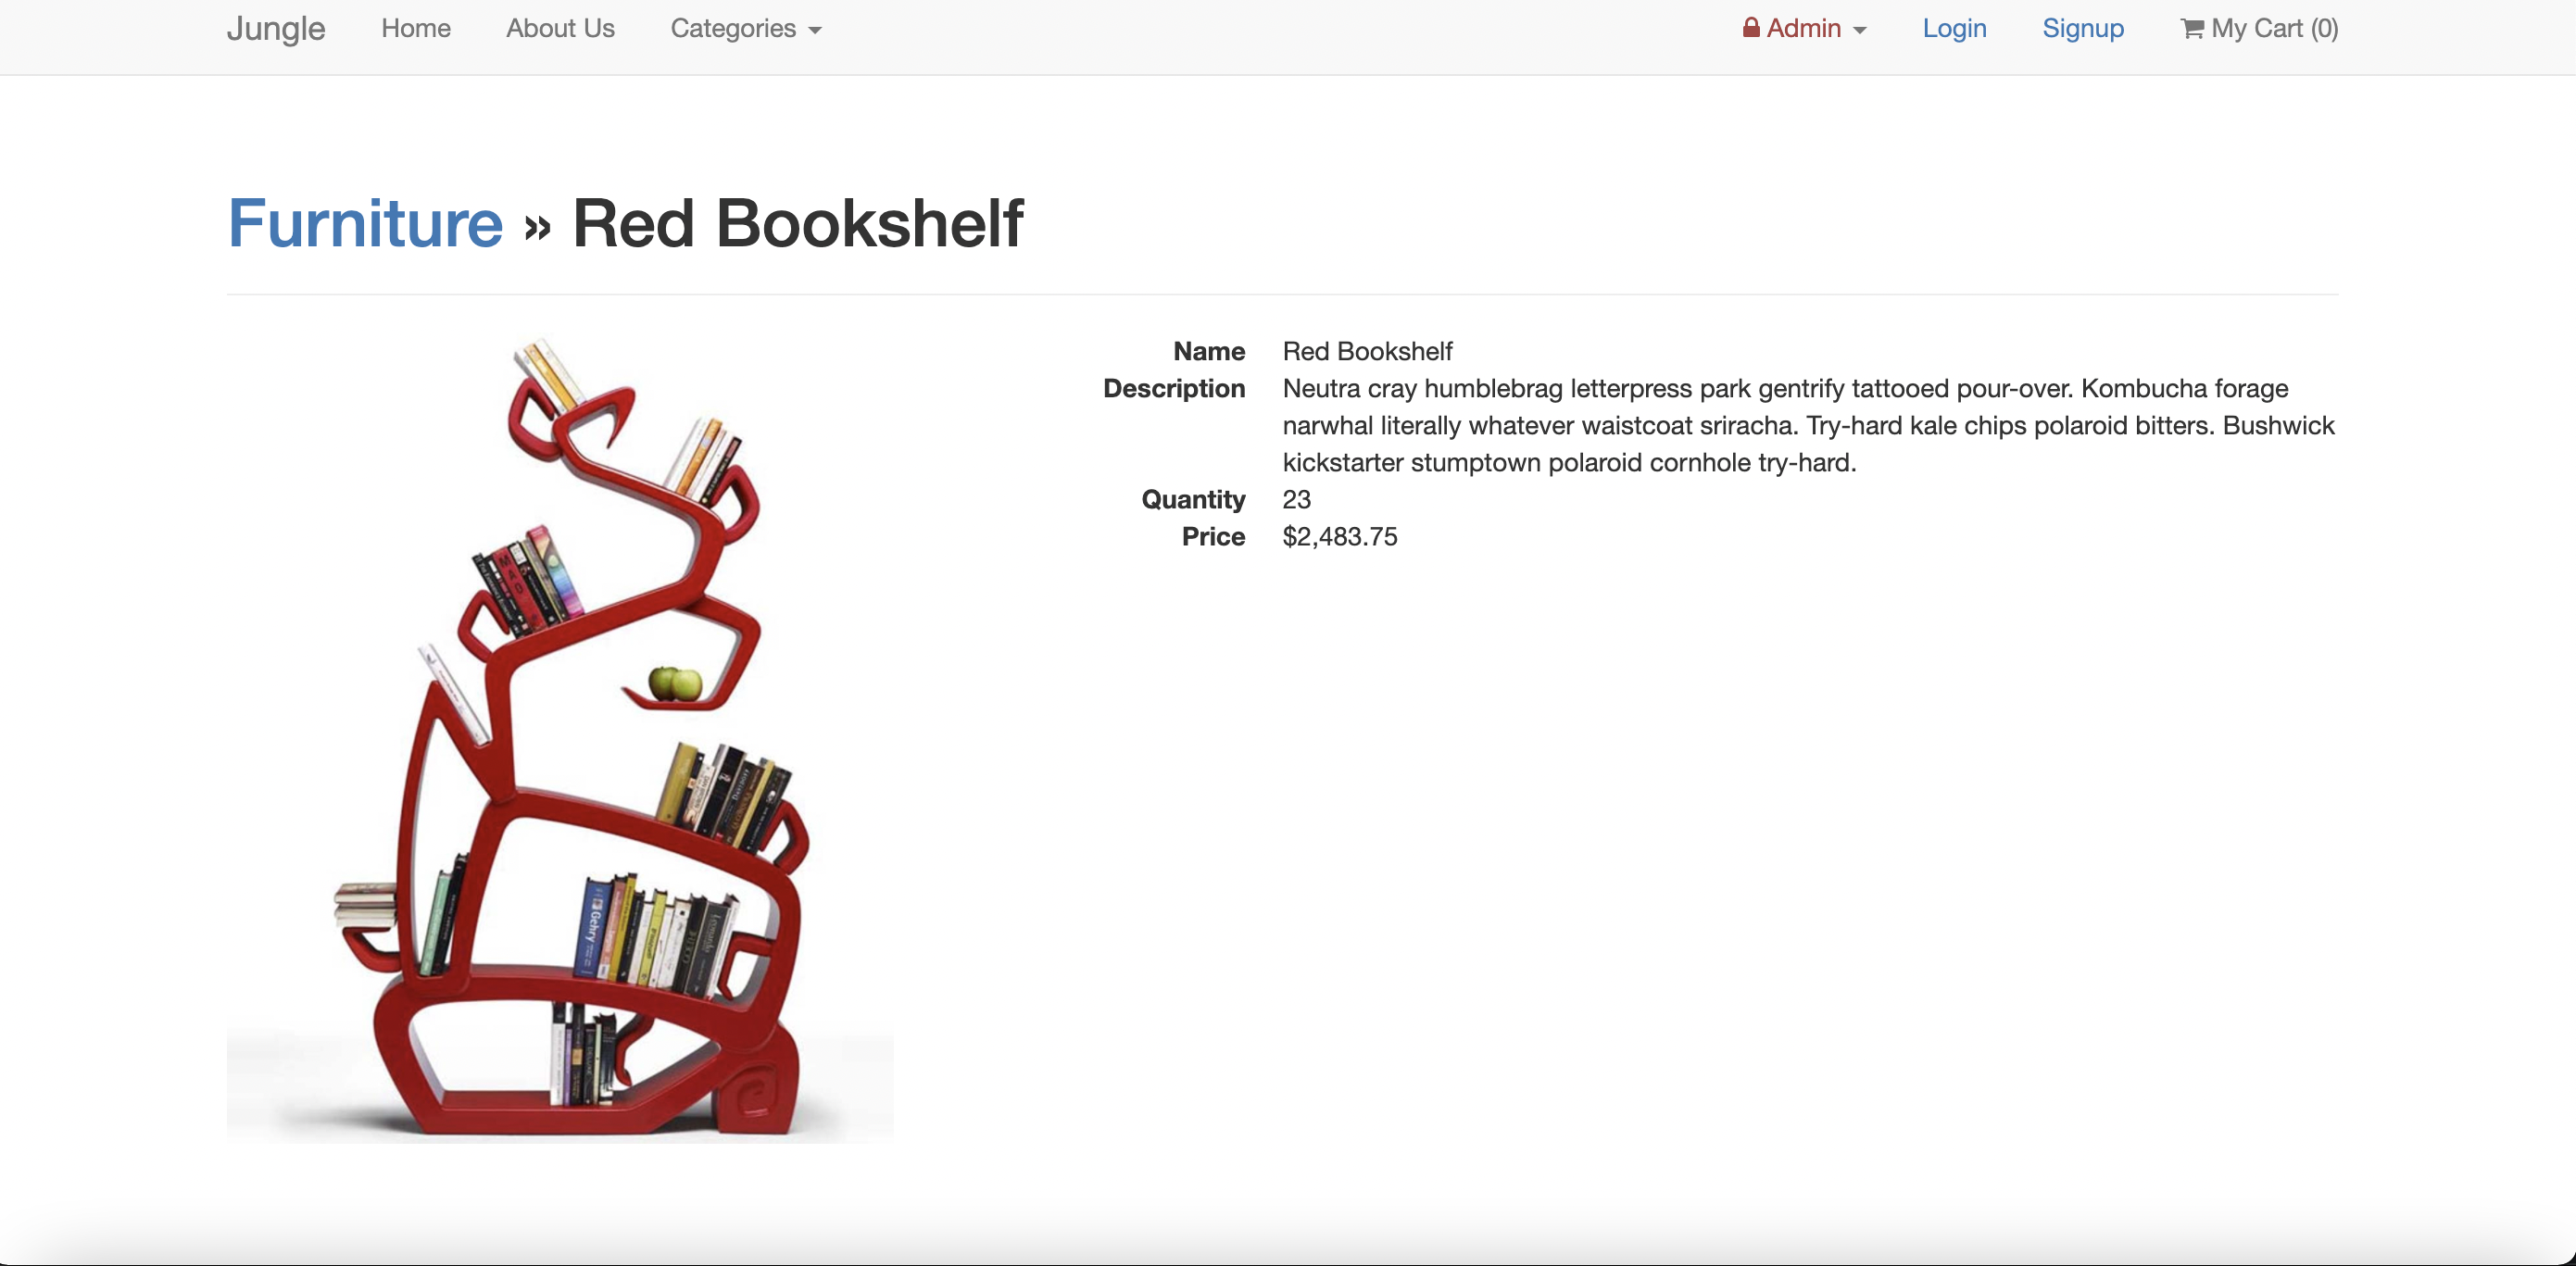 Jungle Home About Us Categories Admin Login Signup My Cart (0)
Furniture » Red Bookshelf
Name Red Bookshelf
Description Neutra cray humblebrag letterpress park gentrify tattooed pour-over. Kombucha forage
narwhal literally whatever waistcoat sriracha. Try-hard kale chips polaroid bitters. Bushwick
kickstarter stumptown polaroid cornhole try-hard.
Quantity 23
Price $2,483.75
MAD
Gehry